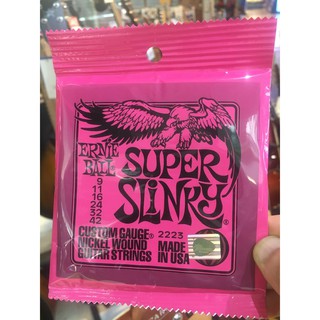 ERNIE BALL
SUPER SLINKY
9
11
16
24
32
42
CUSTOM GAUGE® 2223
NICKEL WOUND
GUITAR STRINGS
MADE IN USA